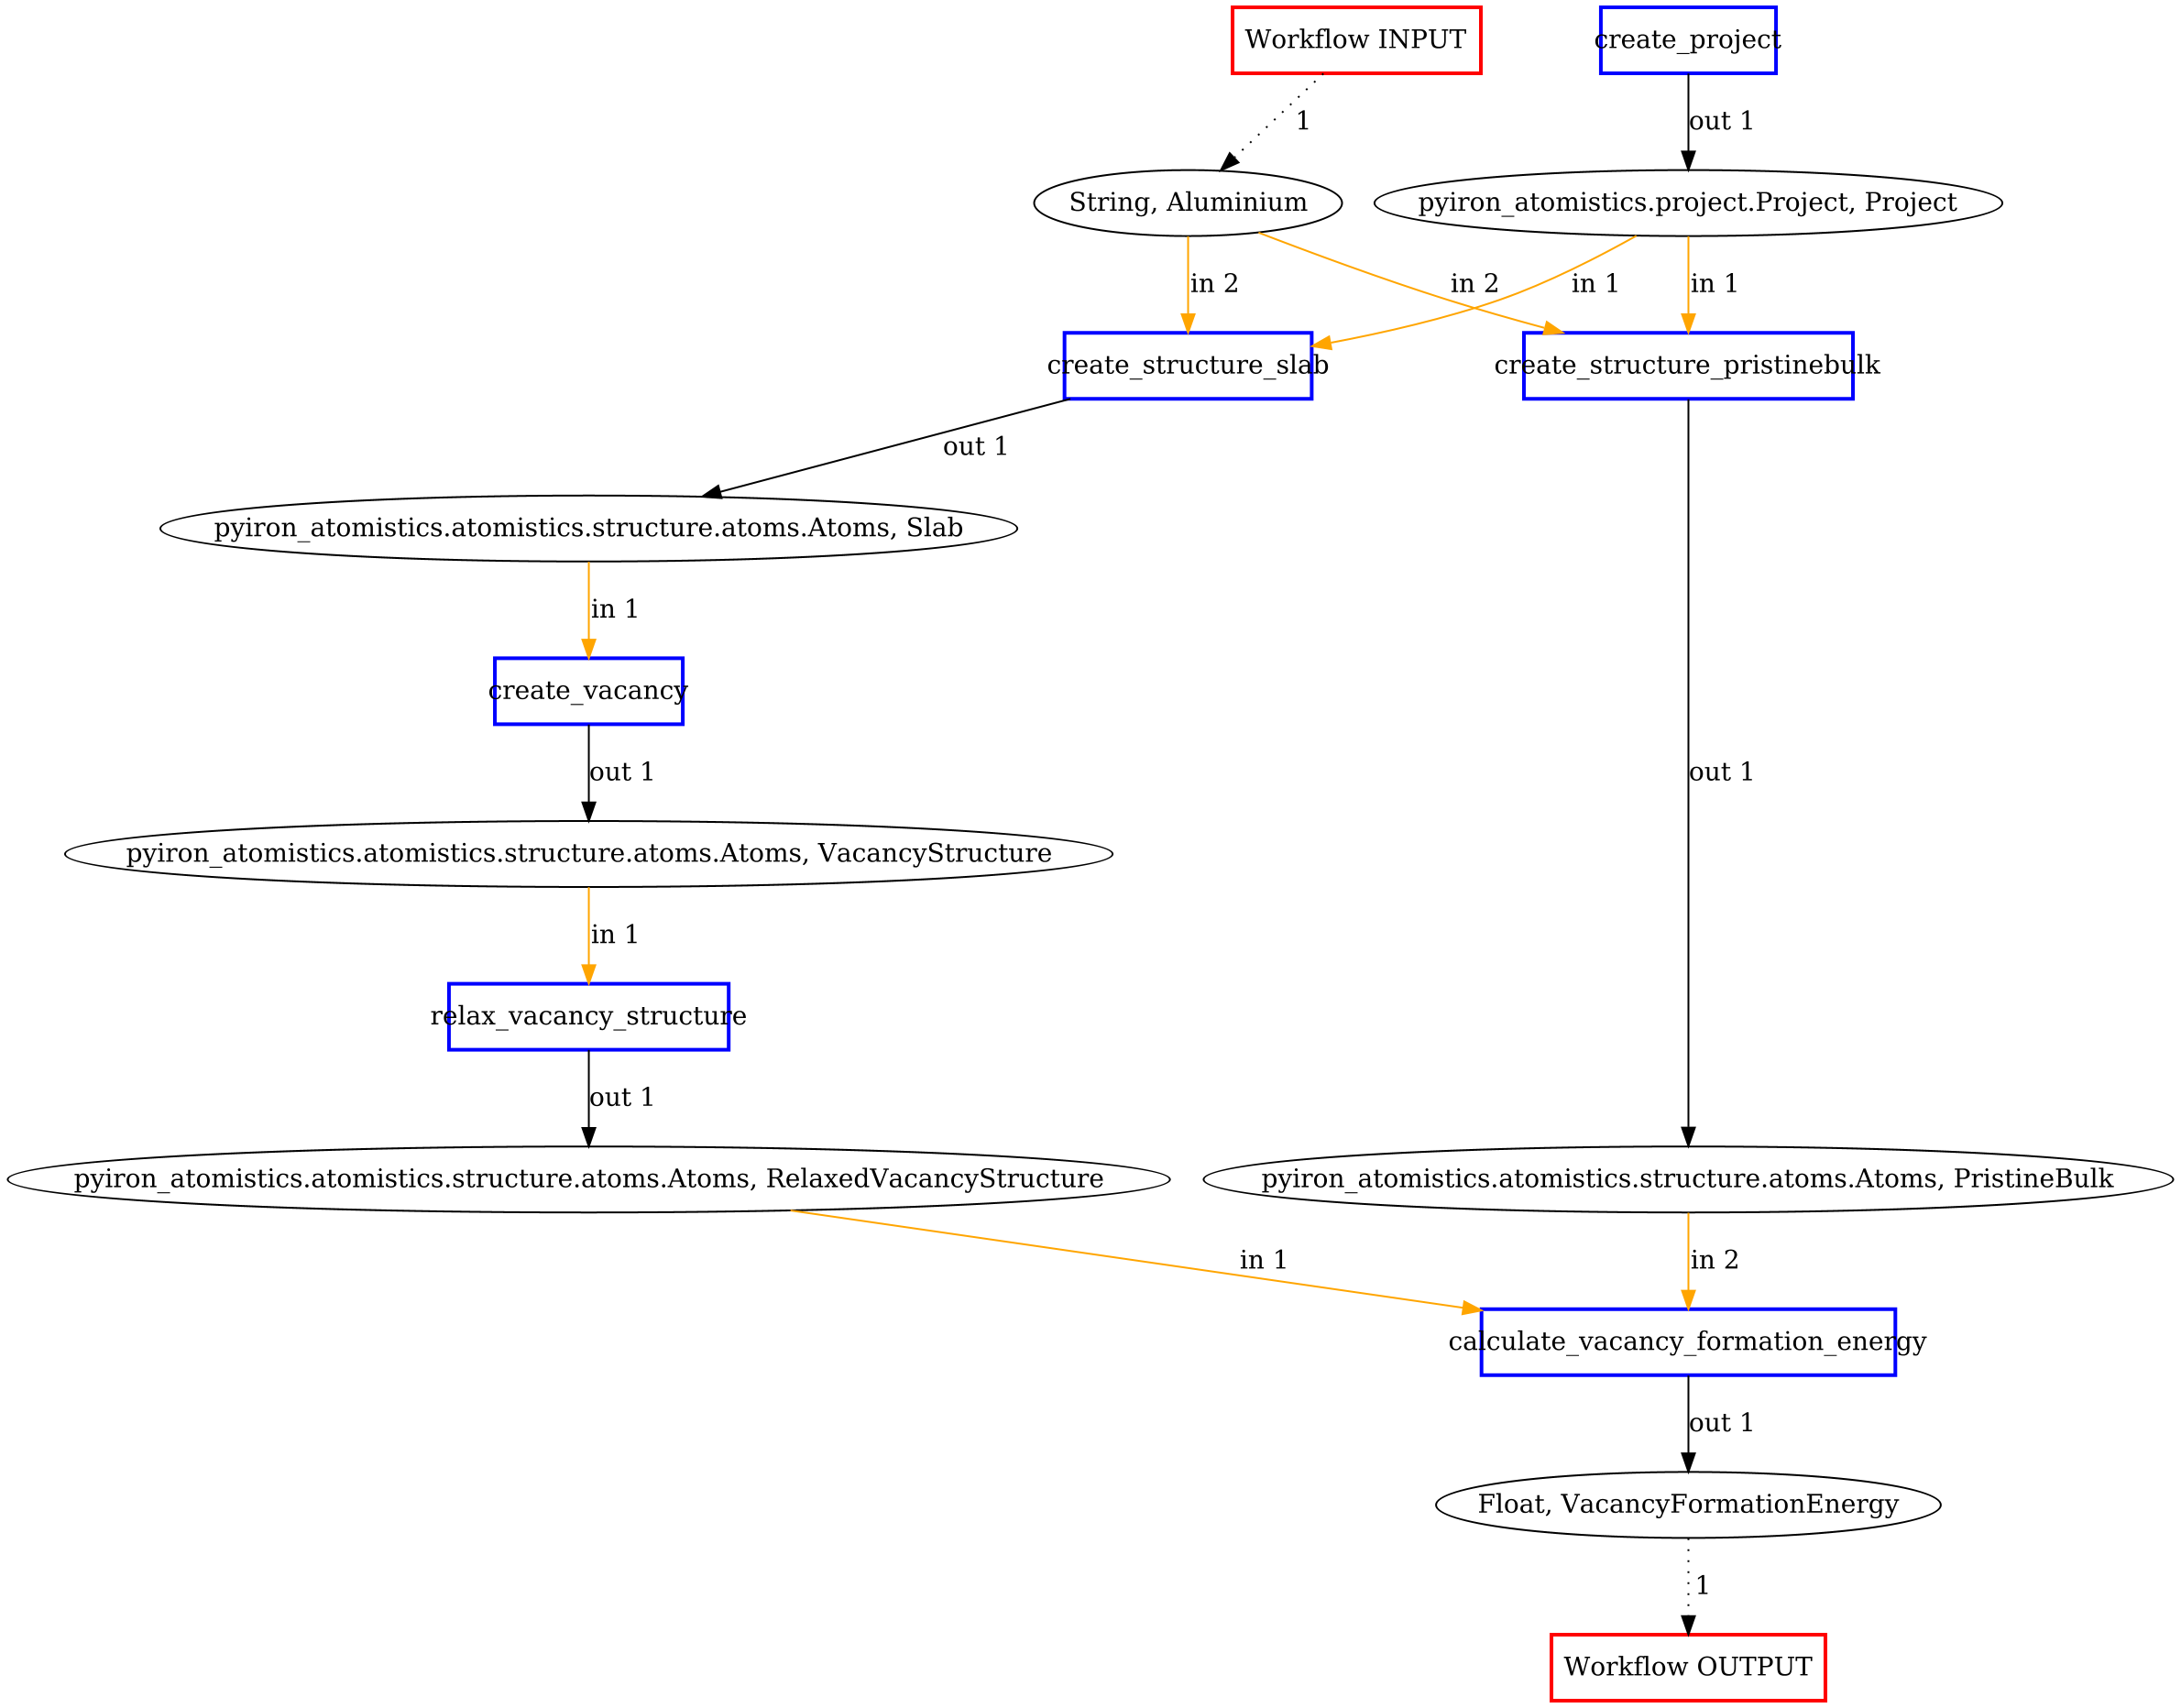 Workflow INPUT
create_project
1
out 1
String, Aluminium
pyiron_atomistics.project.Project, Project
in 2
in 2
in 1
in 1
create_structure_slab
create_structure_pristinebulk
out 1
pyiron_atomistics.atomistics.structure.atoms.Atoms, Slab
in 1
create_vacancy
out 1
out 1
pyiron_atomistics.atomistics.structure.atoms.Atoms, VacancyStructure
in 1
relax_vacancy_structure
out 1
pyiron_atomistics.atomistics.structure.atoms.Atoms, RelaxedVacancyStructure
pyiron_atomistics.atomistics.structure.atoms.Atoms, PristineBulk
in 1
in 2
calculate_vacancy_formation_energy
out 1
Float, VacancyFormationEnergy
1
Workflow OUTPUT